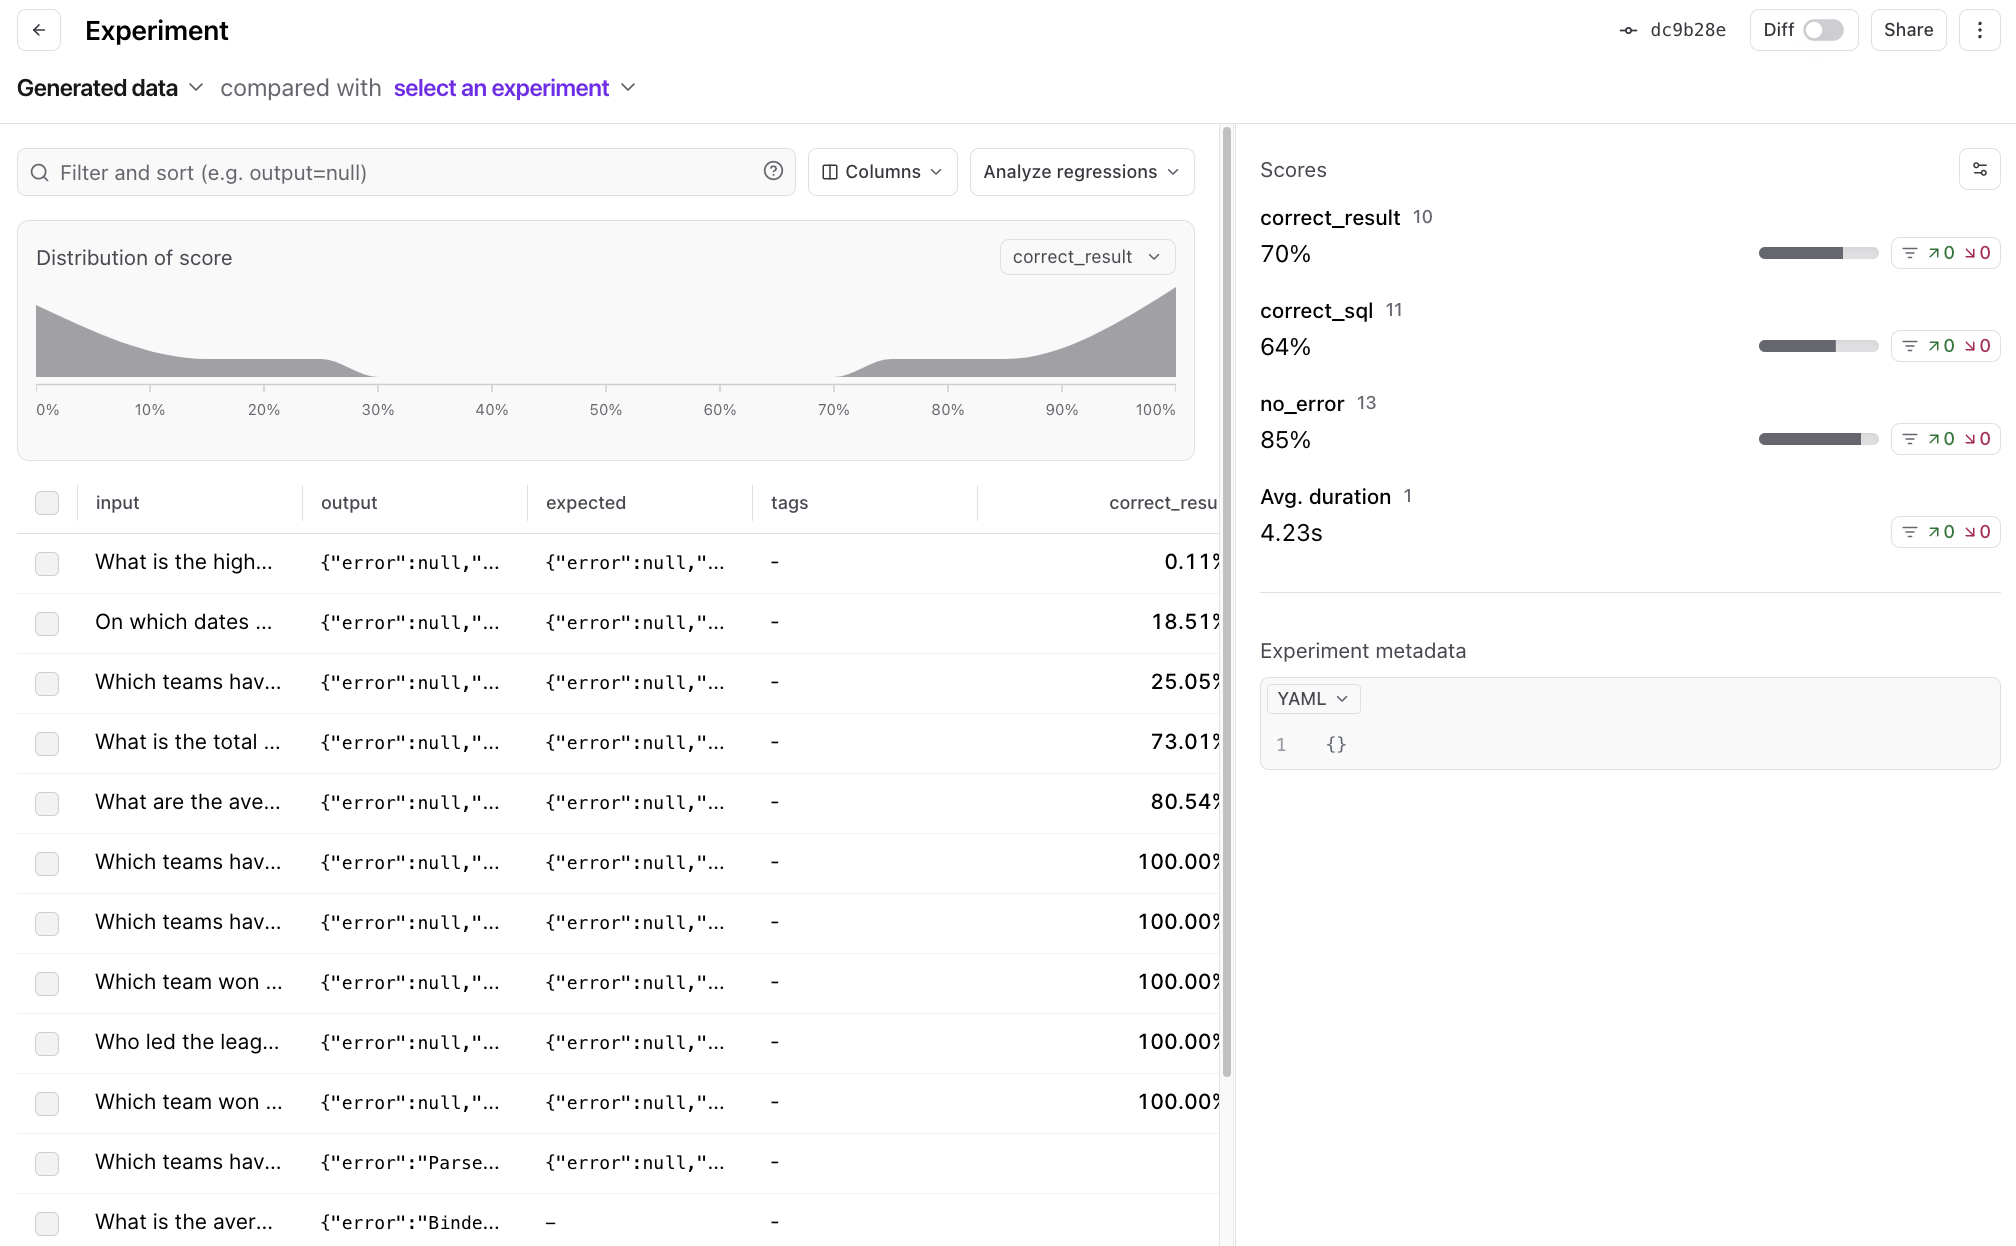 Experiment
dc9b28e
Diff
Share
Generated data compared with select an experiment
Filter and sort (e.g. output=null)
Columns
Analyze regressions
Distribution of score
correct_result
0% 10% 20% 30% 40% 50% 60% 70% 80% 90% 100%
input output expected tags correct_resu
What is the high... {"error":null,"... {"error":null,"... - 0.11%
On which dates ... {"error":null,"... {"error":null,"... - 18.51%
Which teams hav... {"error":null,"... {"error":null,"... - 25.05%
What is the total ... {"error":null,"... {"error":null,"... - 73.01%
What are the ave... {"error":null,"... {"error":null,"... - 80.54%
Which teams hav... {"error":null,"... {"error":null,"... - 100.00%
Which teams hav... {"error":null,"... {"error":null,"... - 100.00%
Which team won ... {"error":null,"... {"error":null,"... - 100.00%
Who led the leag... {"error":null,"... {"error":null,"... - 100.00%
Which team won ... {"error":null,"... {"error":null,"... - 100.00%
Which teams hav... {"error":"Parse... {"error":null,"... -
What is the aver... {"error":"Binde... – -
Scores
correct_result 10
70% 0 0
correct_sql 11
64% 0 0
no_error 13
85% 0 0
Avg. duration 1
4.23s 0 0
Experiment metadata
YAML
1 {}